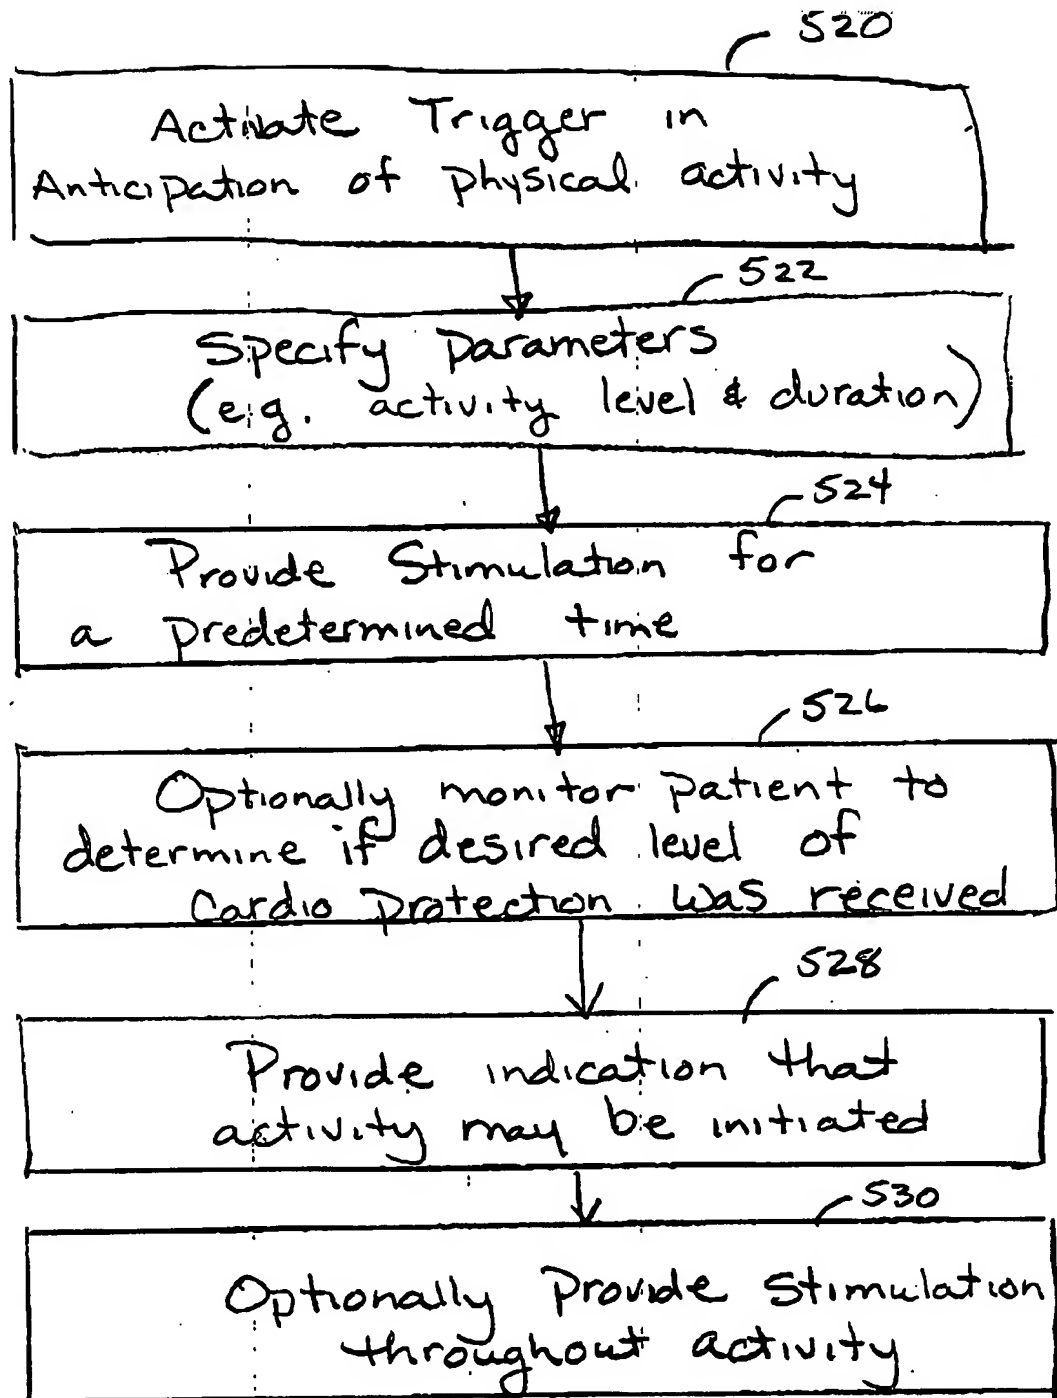 520
Activate Trigger in
Anticipation of physical activity
522
Specify Parameters
(e.g. activity level & duration)
524
Provide Stimulation for
a predetermined time
526
Optionally monitor patient to
determine if desired level of
Cardio protection was received
528
Provide indication that
activity may be initiated
530
Optionally Provide Stimulation
throughout activity